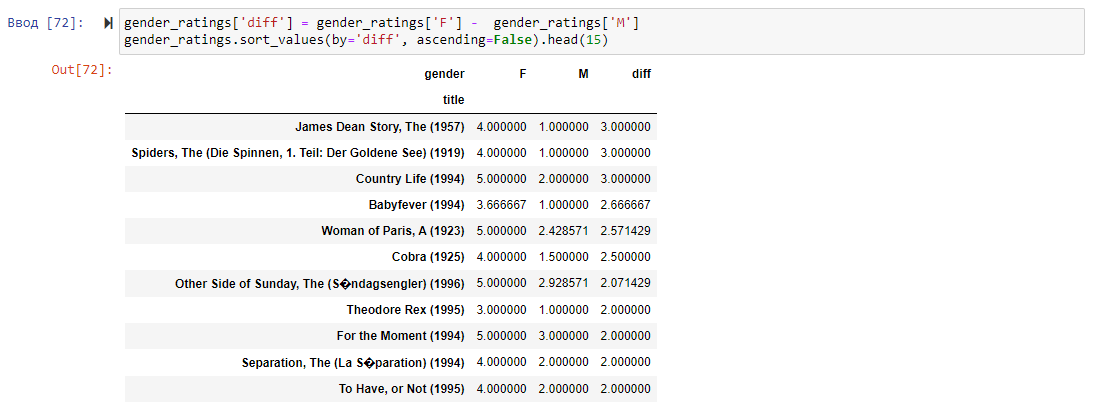 Ввод [72]: gender_ratings['diff'] = gender_ratings['F'] -  gender_ratings['M']
gender_ratings.sort_values(by='diff', ascending=False).head(15)
Out[72]:
gender F M diff
title
James Dean Story, The (1957) 4.000000 1.000000 3.000000
Spiders, The (Die Spinnen, 1. Teil: Der Goldene See) (1919) 4.000000 1.000000 3.000000
Country Life (1994) 5.000000 2.000000 3.000000
Babyfever (1994) 3.666667 1.000000 2.666667
Woman of Paris, A (1923) 5.000000 2.428571 2.571429
Cobra (1925) 4.000000 1.500000 2.500000
Other Side of Sunday, The (S�ndagsengler) (1996) 5.000000 2.928571 2.071429
Theodore Rex (1995) 3.000000 1.000000 2.000000
For the Moment (1994) 5.000000 3.000000 2.000000
Separation, The (La S�paration) (1994) 4.000000 2.000000 2.000000
To Have, or Not (1995) 4.000000 2.000000 2.000000